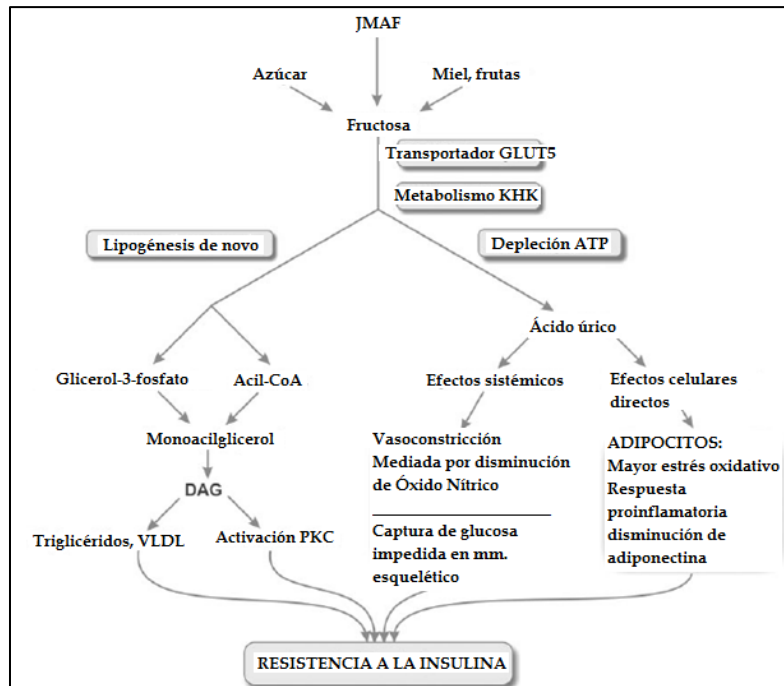 JMAF
Azúcar
Miel, frutas
Fructosa
Transportador GLUT5
Metabolismo KHK
Lipogénesis de novo
Depleción ATP
Ácido úrico
Glicerol-3-fosfato
Acil-CoA
Efectos sistémicos
Efectos celulares
directos
Monoacilglicerol
DAG
Triglicéridos, VLDL
Activación PKC
Vasoconstricción
Mediada por disminución
de Óxido Nítrico
Captura de glucosa
impedida en mm.
esquelético
ADIPOCITOS:
Mayor estrés oxidativo
Respuesta
proinflamatoria
disminución de
adiponectina
RESISTENCIA A LA INSULINA